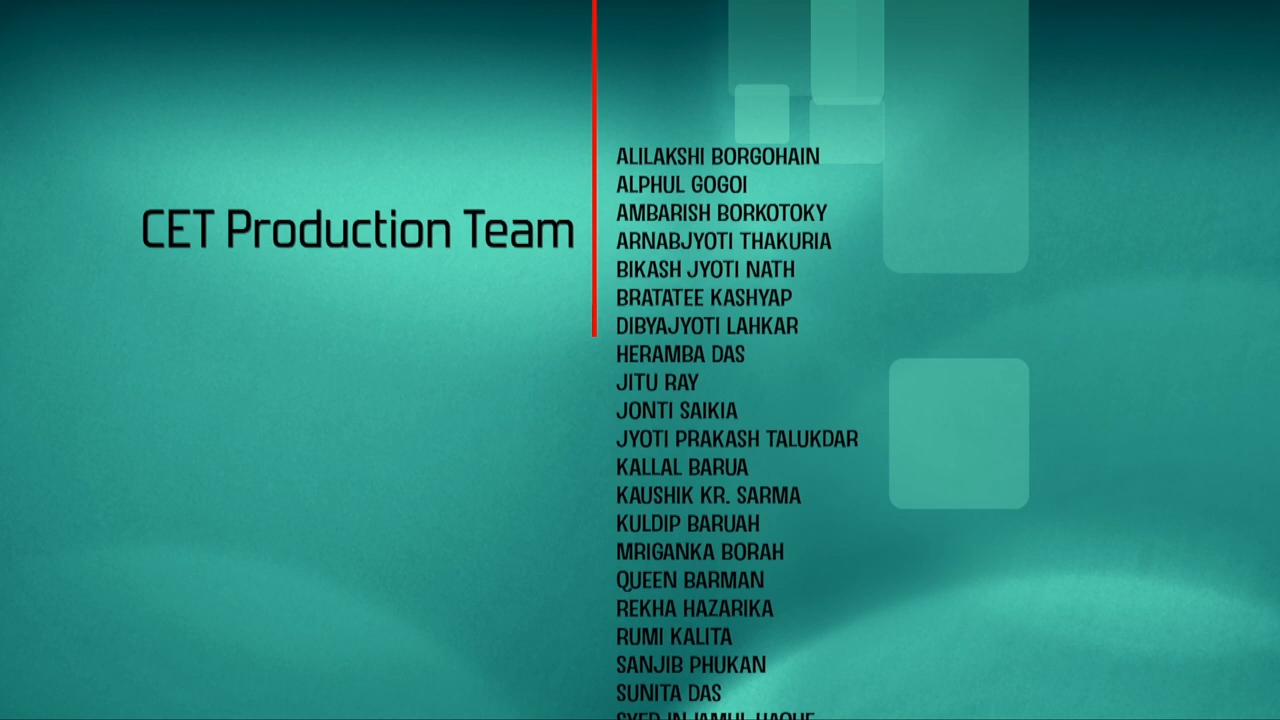 CET Production Team
ALILAKSHI BORGOHAIN
ALPHUL GOGOI
AMBARISH BORKOTOKY
ARNABJYOTI THAKURIA
BIKASH JYOTI NATH
BRATATEE KASHYAP
DIBYAJYOTI LAHKAR
HERAMBA DAS
JITU RAY
JONTI SAIKIA
JYOTI PRAKASH TALUKDAR
KALLAL BARUA
KAUSHIK KR. SARMA
KULDIP BARUAH
MRIGANKA BORAH
QUEEN BARMAN
REKHA HAZARIKA
RUMI KALITA
SANJIB PHUKAN
SUNITA DAS